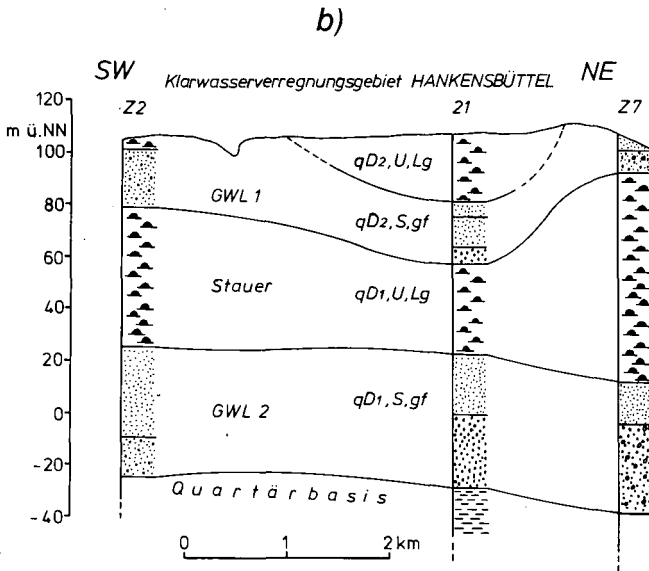 b)
SW Klarwasserverregnungsgebiet HANKENSBÜTTEL NE
Z2 21 Z7
120
m ü.NN
100
80
60
40
20
0
-20
-40
qD2,U,Lg
GWL 1
qD2,S,gf
Stauer
qD1,U,Lg
qD1,S,gf
GWL 2
Quartärbasis
0 1 2 km